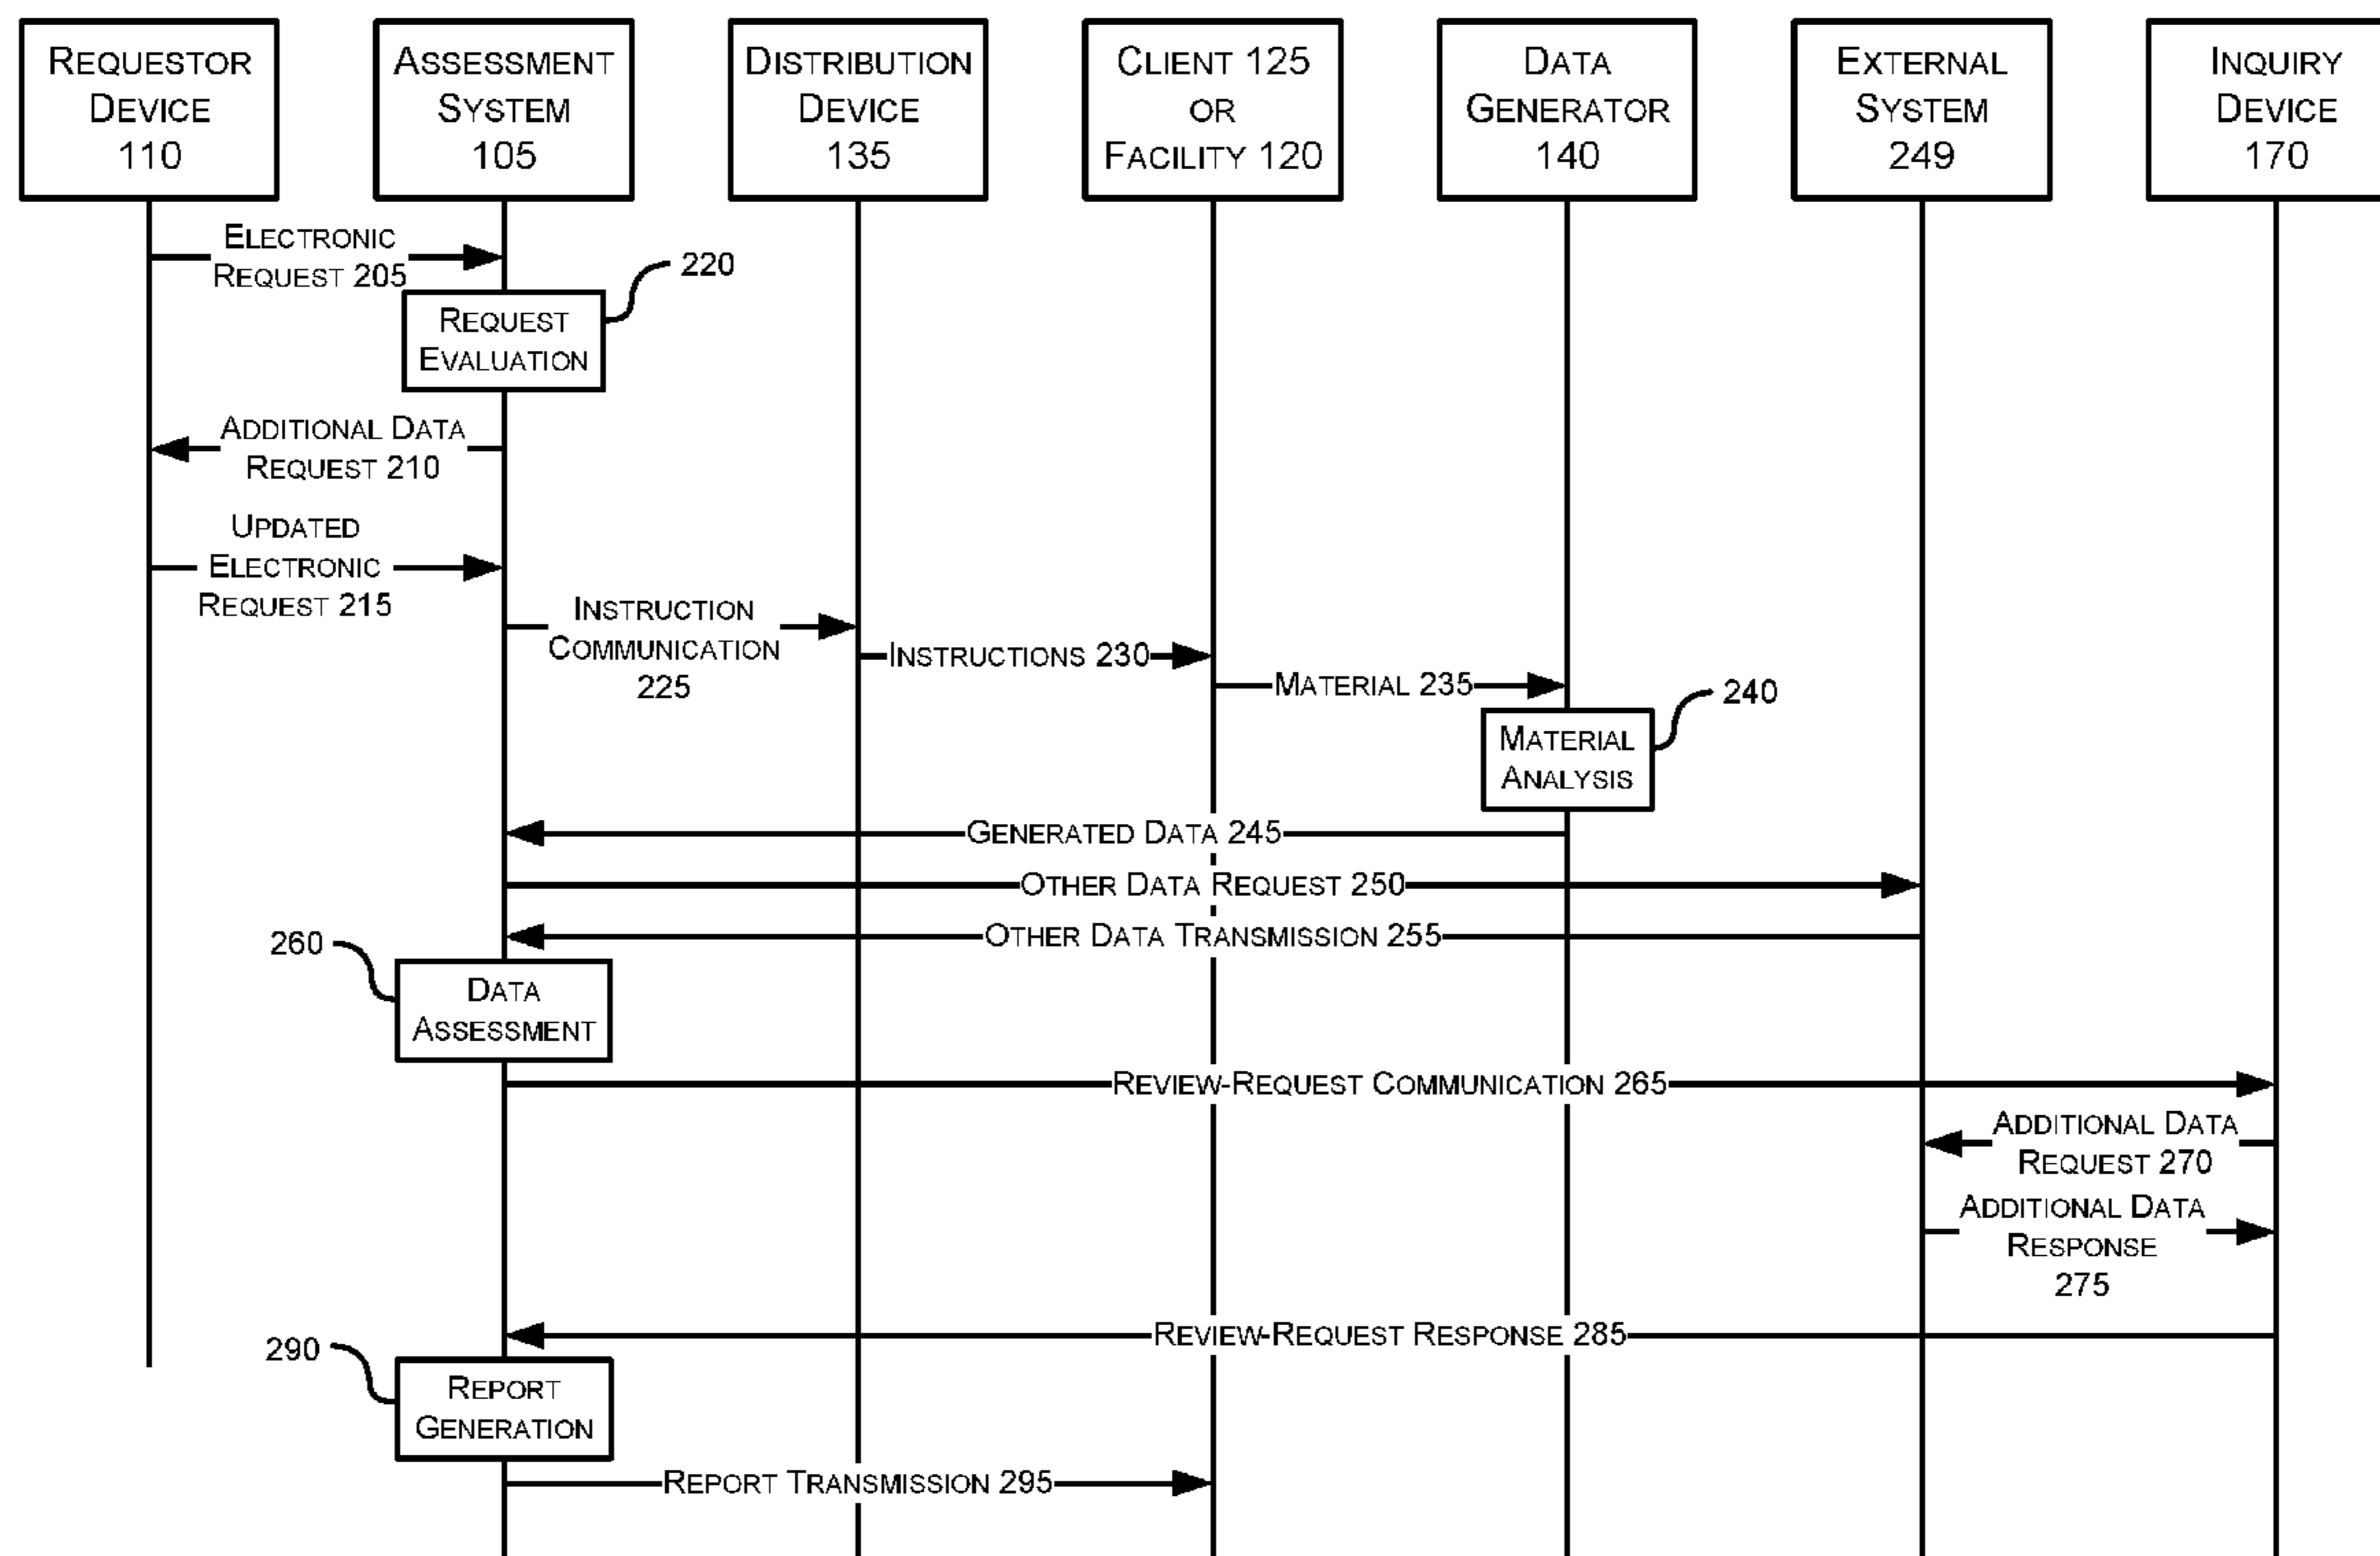 REQUESTOR
DEVICE
110
ASSESSMENT
SYSTEM
105
DISTRIBUTION
DEVICE
135
CLIENT 125
OR
FACILITY 120
DATA
GENERATOR
140
EXTERNAL
SYSTEM
249
INQUIRY
DEVICE
170
ELECTRONIC
REQUEST 205
220
REQUEST
EVALUATION
ADDITIONAL DATA
REQUEST 210
UPDATED
ELECTRONIC
REQUEST 215
INSTRUCTION
COMMUNICATION
225
INSTRUCTIONS 230
MATERIAL 235
240
MATERIAL
ANALYSIS
GENERATED DATA 245
OTHER DATA REQUEST 250
OTHER DATA TRANSMISSION 255
260
DATA
ASSESSMENT
REVIEW-REQUEST COMMUNICATION 265
ADDITIONAL DATA
REQUEST 270
ADDITIONAL DATA
RESPONSE
275
REVIEW-REQUEST RESPONSE 285
290
REPORT
GENERATION
REPORT TRANSMISSION 295